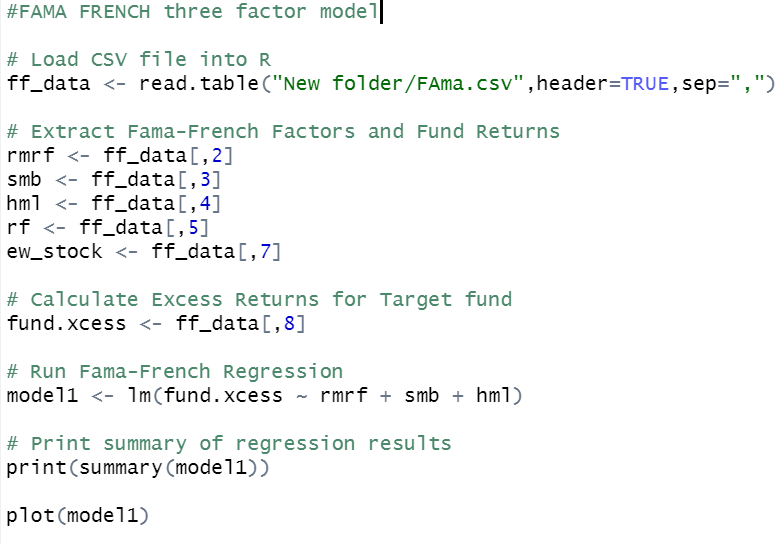 #FAMA FRENCH three factor model
# Load CSV file into R
ff_data <- read.table("New folder/FAma.csv",header=TRUE,sep=",")
# Extract Fama-French Factors and Fund Returns
rmrf <- ff_data[,2]
smb <- ff_data[,3]
hml <- ff_data[,4]
rf <- ff_data[,5]
ew_stock <- ff_data[,7]
# Calculate Excess Returns for Target fund
fund.xcess <- ff_data[,8]
# Run Fama-French Regression
model1 <- lm(fund.xcess ~ rmrf + smb + hml)
# Print summary of regression results
print(summary(model1))
plot(model1)